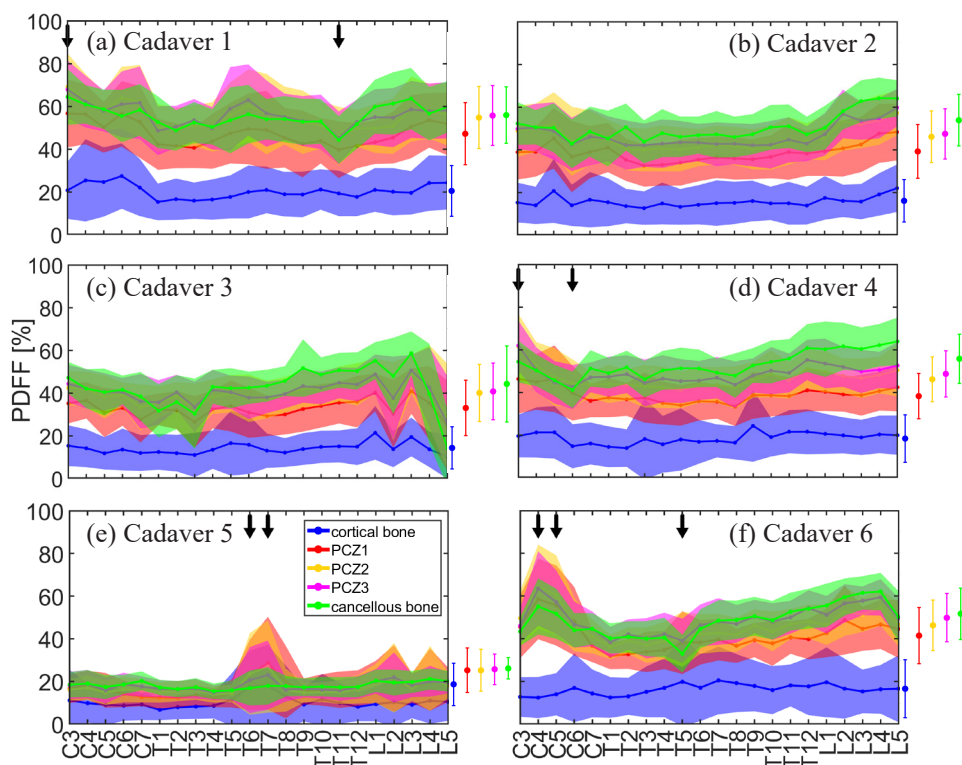 100
80
60
40
20
0
(a) Cadaver 1
(b) Cadaver 2
PDFF [%]
100
80
60
40
20
0
(c) Cadaver 3
(d) Cadaver 4
100
80
60
40
20
0
(e) Cadaver 5
cortical bone
PCZ1
PCZ2
PCZ3
cancellous bone
(f) Cadaver 6
C3 C4 C5 C6 C7 T1 T2 T3 T4 T5 T6 T7 T8 T9 T10 T11 T12 L1 L2 L3 L4 L5
C3 C4 C5 C6 C7 T1 T2 T3 T4 T5 T6 T7 T8 T9 T10 T11 T12 L1 L2 L3 L4 L5